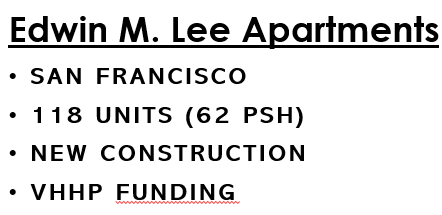 Edwin M. Lee Apartments
• SAN FRANCISCO
• 118 UNITS (62 PSH)
• NEW CONSTRUCTION
• VHHP FUNDING